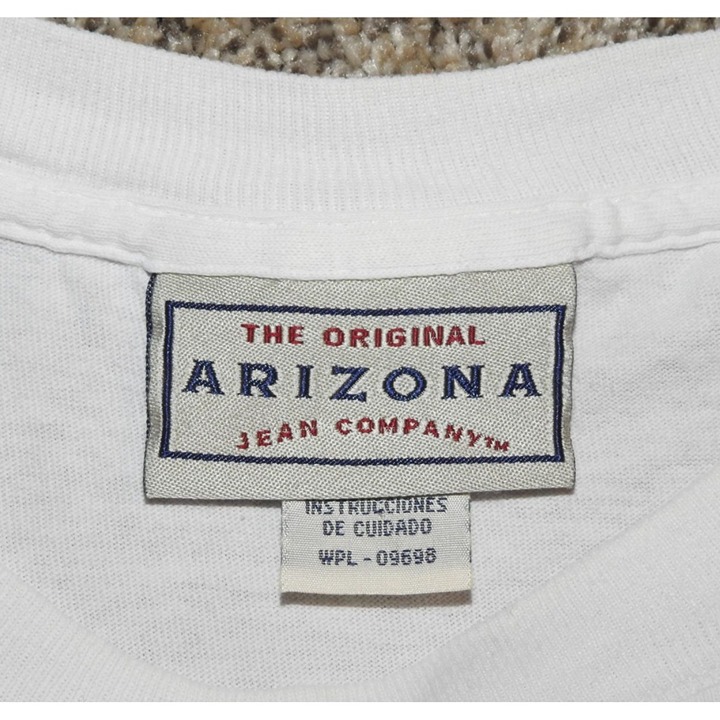 THE ORIGINAL
ARIZONA
JEAN COMPANY™
INSTRUCCIONES
DE CUIDADO
WPL - 09698